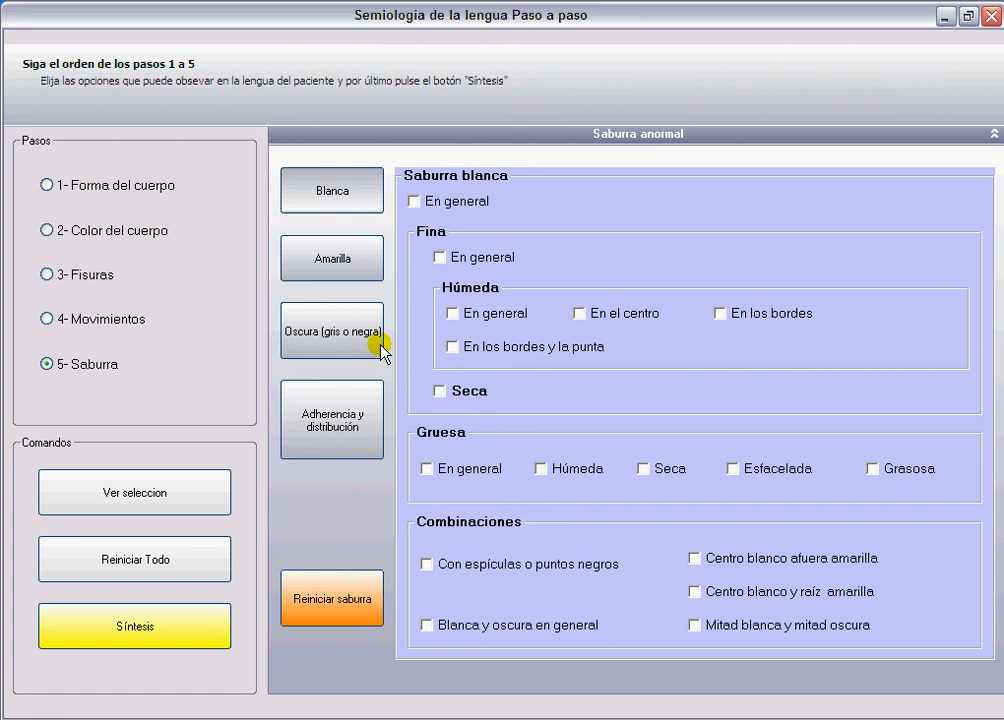 Semiología de la lengua Paso a paso
Siga el orden de los pasos 1 a 5
Elija las opciones que puede obsevar en la lengua del paciente y por último pulse el botón "Síntesis"
Pasos
1- Forma del cuerpo
2- Color del cuerpo
3- Fisuras
4- Movimientos
5- Saburra
Comandos
Ver seleccion
Reiniciar Todo
Síntesis
Saburra anormal
Blanca
Amarilla
Oscura (gris o negra)
Adherencia y
distribución
Reiniciar saburra
Saburra blanca
En general
Fina
En general
Húmeda
En general En el centro En los bordes
En los bordes y la punta
Seca
Gruesa
En general Húmeda Seca Esfacelada Grasosa
Combinaciones
Con espículas o puntos negros
Centro blanco afuera amarilla
Centro blanco y raíz amarilla
Blanca y oscura en general
Mitad blanca y mitad oscura